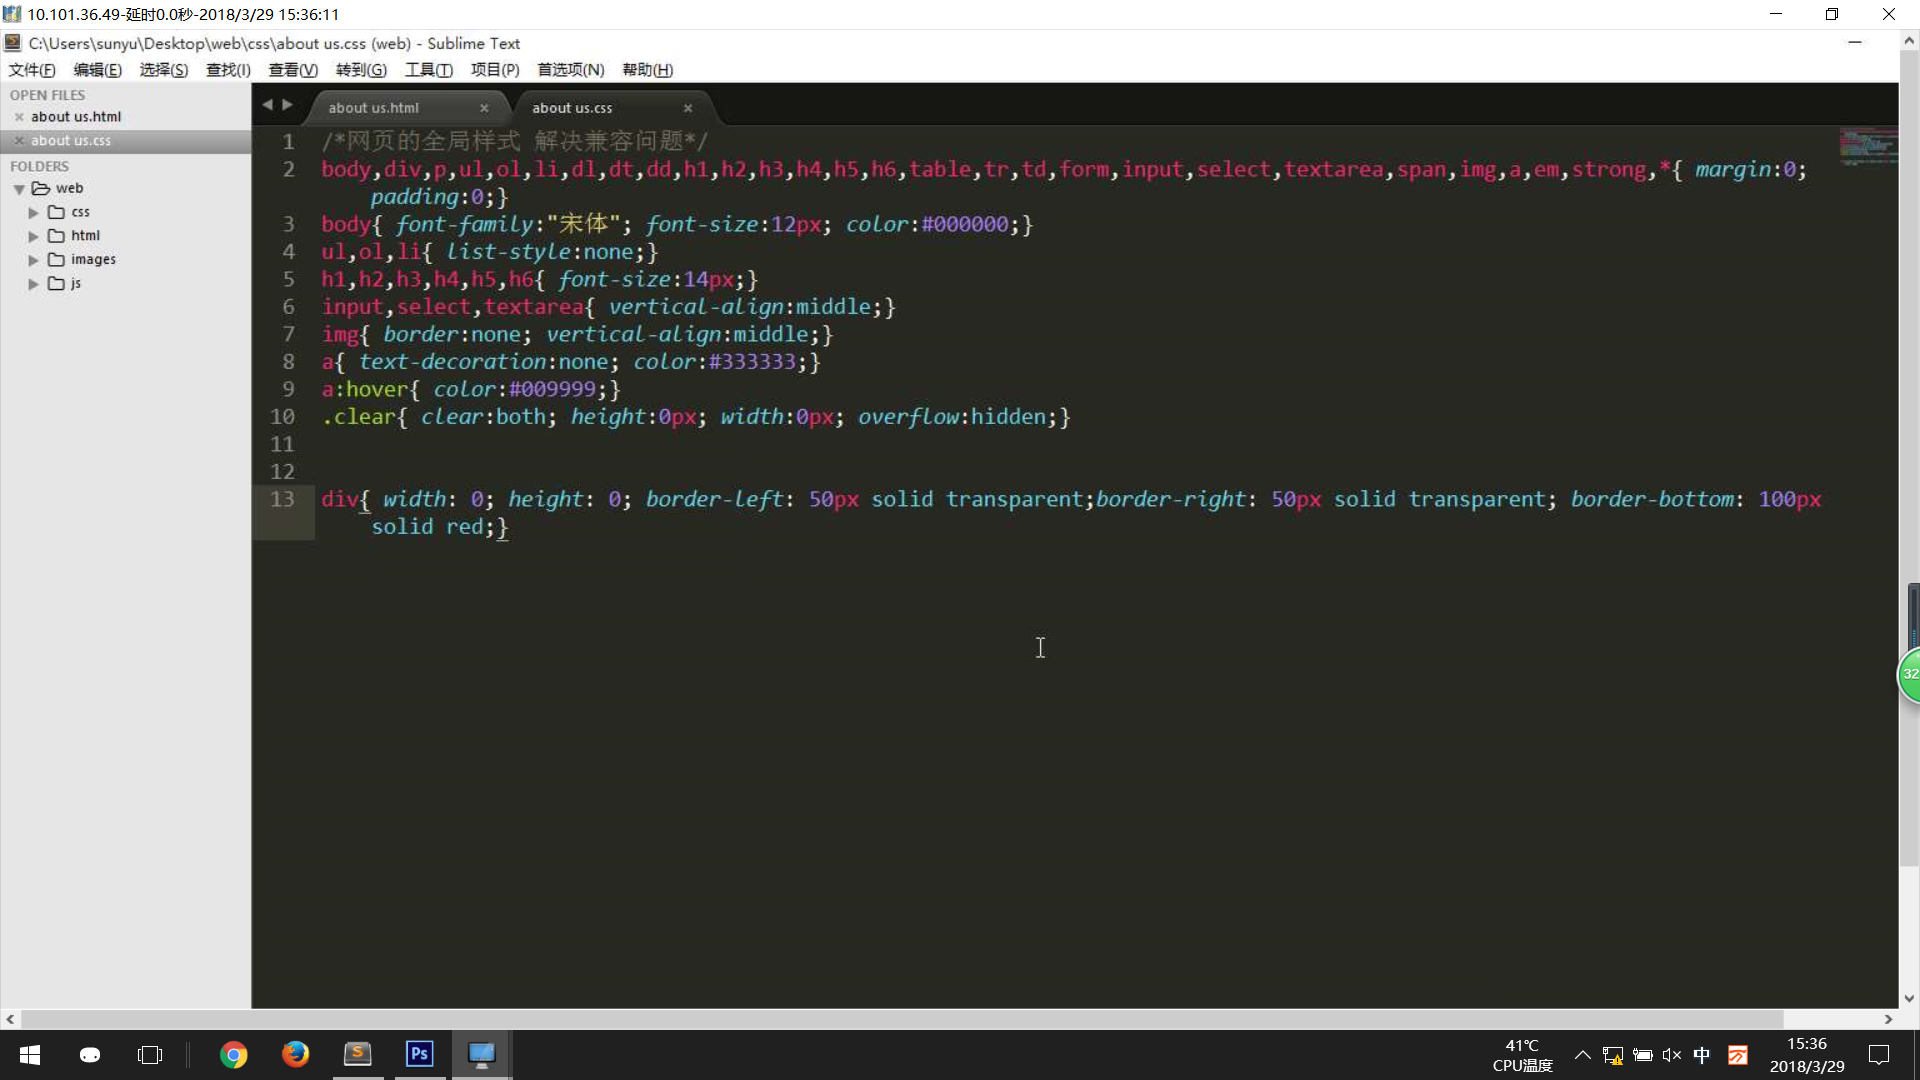 10.101.36.49-延时0.0秒-2018/3/29 15:36:11
C:\Users\sunyu\Desktop\web\css\about us.css (web) - Sublime Text
文件(F) 编辑(E) 选择(S) 查找(I) 查看(V) 转到(G) 工具(T) 项目(P) 首选项(N) 帮助(H)
OPEN FILES
about us.html
about us.css
FOLDERS
web
css
html
images
js
about us.html
about us.css
1 /*网页的全局样式 解决兼容问题*/
2 body,div,p,ul,ol,li,dl,dt,dd,h1,h2,h3,h4,h5,h6,table,tr,td,form,input,select,textarea,span,img,a,em,strong,*{ margin:0;
padding:0;}
3 body{ font-family:"宋体"; font-size:12px; color:#000000;}
4 ul,ol,li{ list-style:none;}
5 h1,h2,h3,h4,h5,h6{ font-size:14px;}
6 input,select,textarea{ vertical-align:middle;}
7 img{ border:none; vertical-align:middle;}
8 a{ text-decoration:none; color:#333333;}
9 a:hover{ color:#009999;}
10 .clear{ clear:both; height:0px; width:0px; overflow:hidden;}
11
12
13 div{ width: 0; height: 0; border-left: 50px solid transparent;border-right: 50px solid transparent; border-bottom: 100px
solid red;}
32
Ps
41℃
CPU温度
中
15:36
2018/3/29